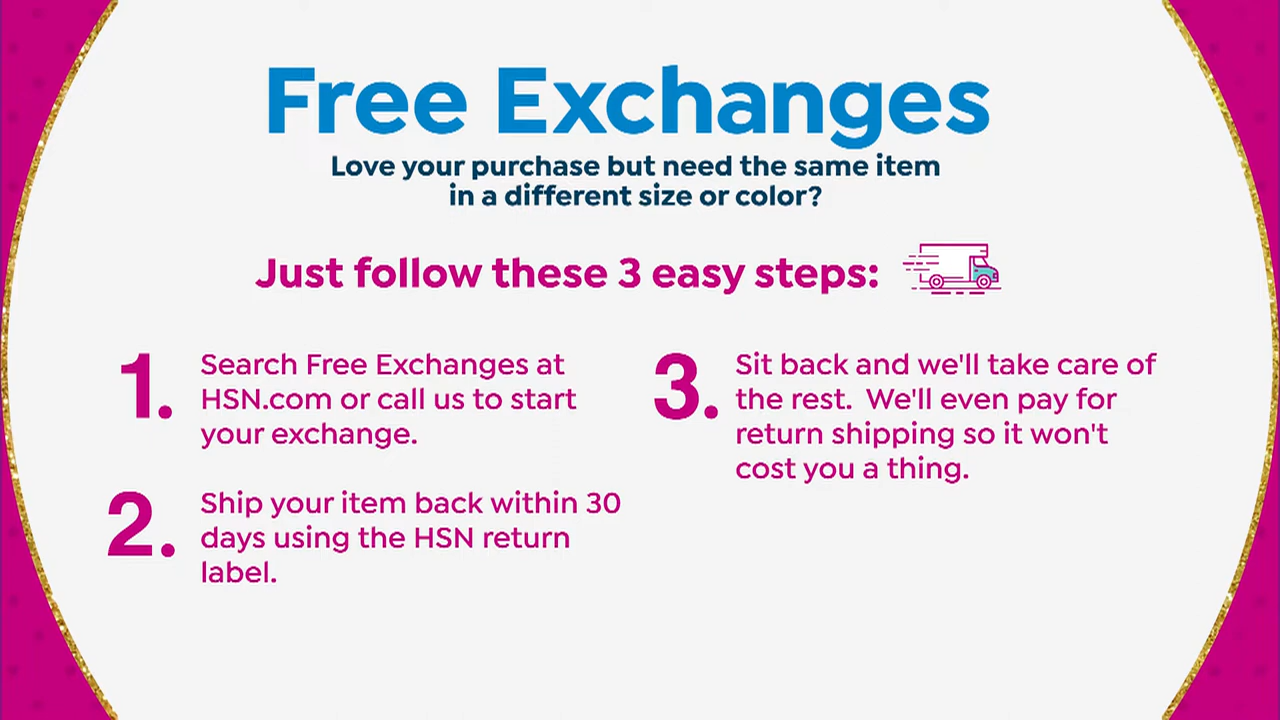 Free Exchanges
Love your purchase but need the same item
in a different size or color?
Just follow these 3 easy steps:
1. Search Free Exchanges at
HSN.com or call us to start
your exchange.
2. Ship your item back within 30
days using the HSN return
label.
3. Sit back and we'll take care of
the rest.  We'll even pay for
return shipping so it won't
cost you a thing.